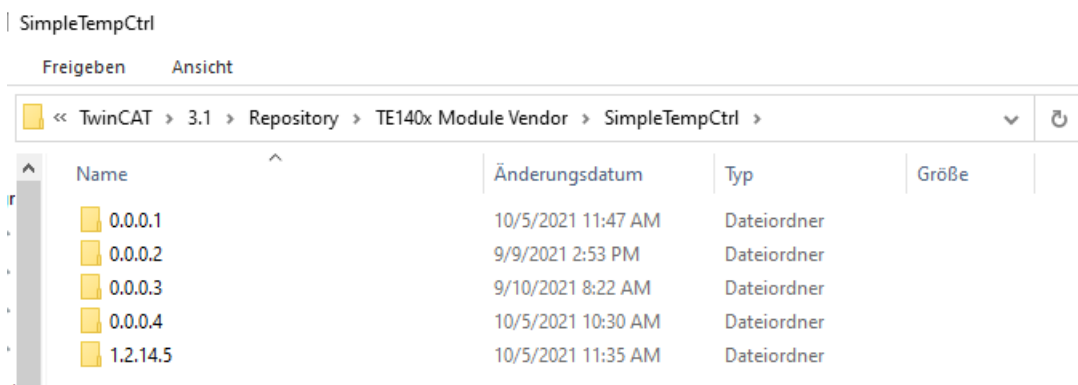 SimpleTempCtrl
Freigeben Ansicht
« TwinCAT > 3.1 > Repository > TE140x Module Vendor > SimpleTempCtrl >
Name Änderungsdatum Typ Größe
0.0.0.1 10/5/2021 11:47 AM Dateiordner
0.0.0.2 9/9/2021 2:53 PM Dateiordner
0.0.0.3 9/10/2021 8:22 AM Dateiordner
0.0.0.4 10/5/2021 10:30 AM Dateiordner
1.2.14.5 10/5/2021 11:35 AM Dateiordner